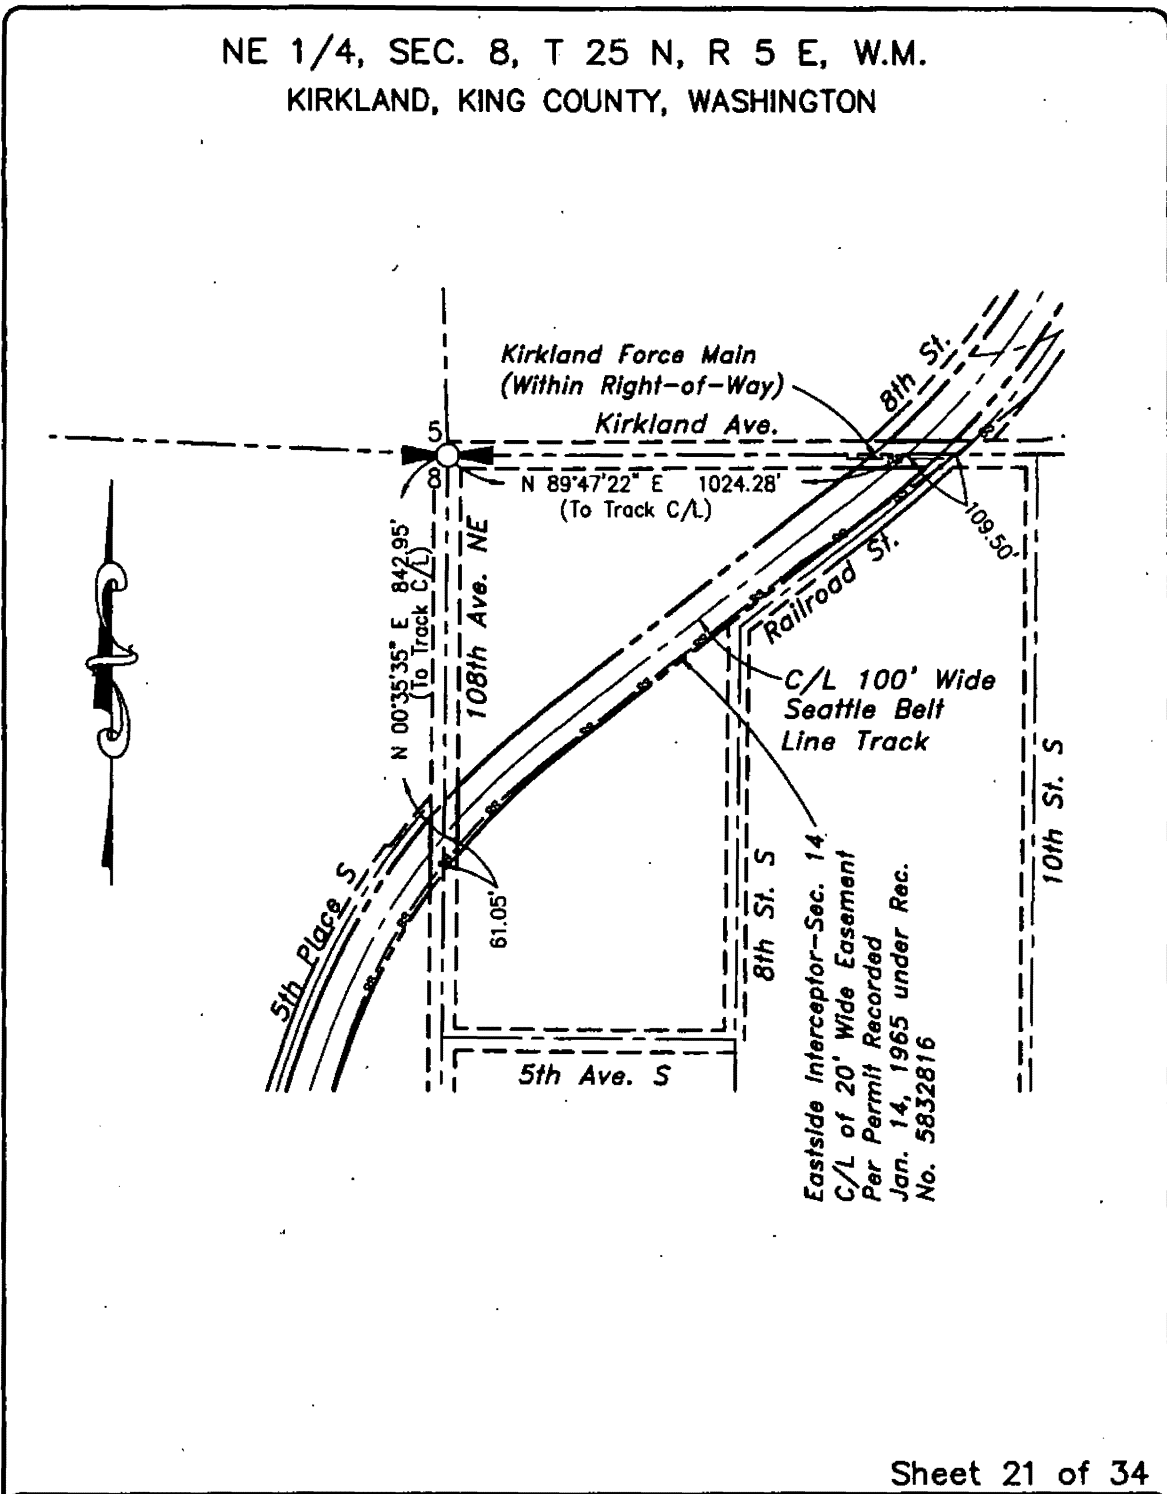 NE 1/4, SEC. 8, T 25 N, R 5 E, W.M.
KIRKLAND, KING COUNTY, WASHINGTON
Kirkland Force Main
(Within Right-of-Way)
8th St.
Kirkland Ave.
5
8
N 89°47'22" E 1024.28'
(To Track C/L)
109.50'
N 00°35'35" E 842.95'
(To Track C/L)
108th Ave. NE
Railroad St.
C/L 100' Wide
Seattle Belt
Line Track
10th St. S
5th Place S
61.05'
8th St. S
5th Ave. S
Eastside Interceptor-Sec. 14
C/L of 20' Wide Easement
Per Permit Recorded
Jan. 14, 1965 under Rec.
No. 5832816
Sheet 21 of 34